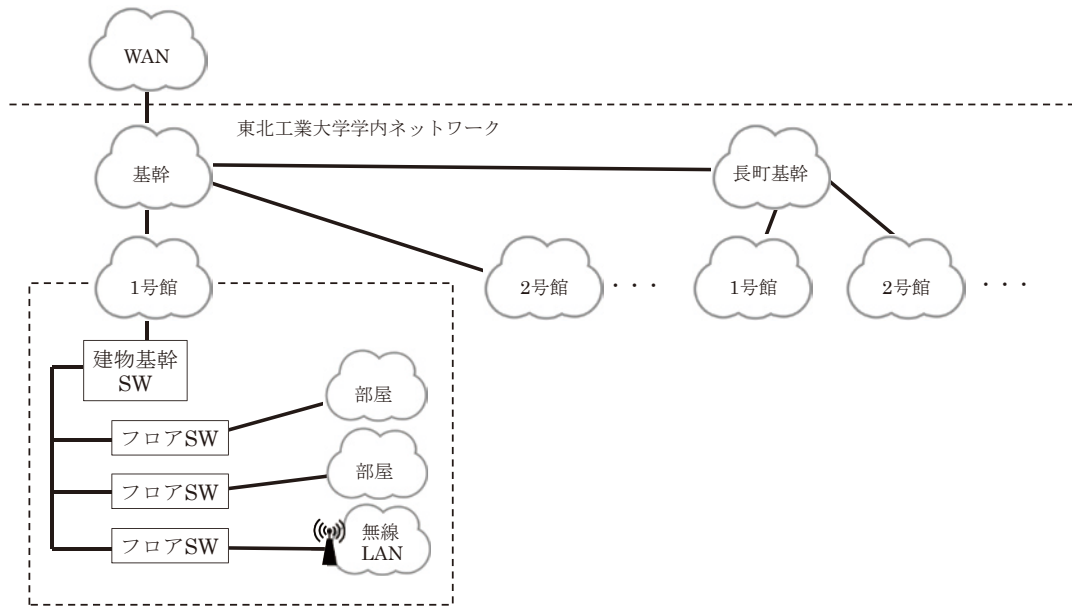 WAN
東北工業大学学内ネットワーク
基幹
長町基幹
1号館
2号館
・・・
1号館
2号館
・・・
建物基幹
SW
部屋
フロアSW
部屋
フロアSW
無線
LAN
フロアSW